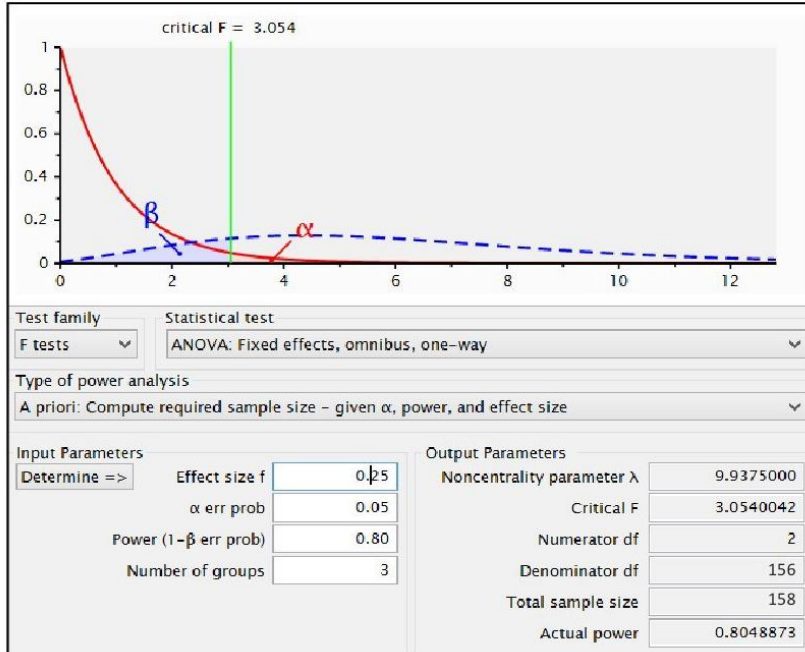 critical F = 3.054
1
0.8
0.6
0.4
0.2
0
β
α
0 2 4 6 8 10 12
Test family Statistical test
F tests ANOVA: Fixed effects, omnibus, one-way
Type of power analysis
A priori: Compute required sample size - given α, power, and effect size
Input Parameters Output Parameters
Determine => Effect size f 0.25 Noncentrality parameter λ 9.9375000
α err prob 0.05 Critical F 3.0540042
Power (1-β err prob) 0.80 Numerator df 2
Number of groups 3 Denominator df 156
Total sample size 158
Actual power 0.8048873